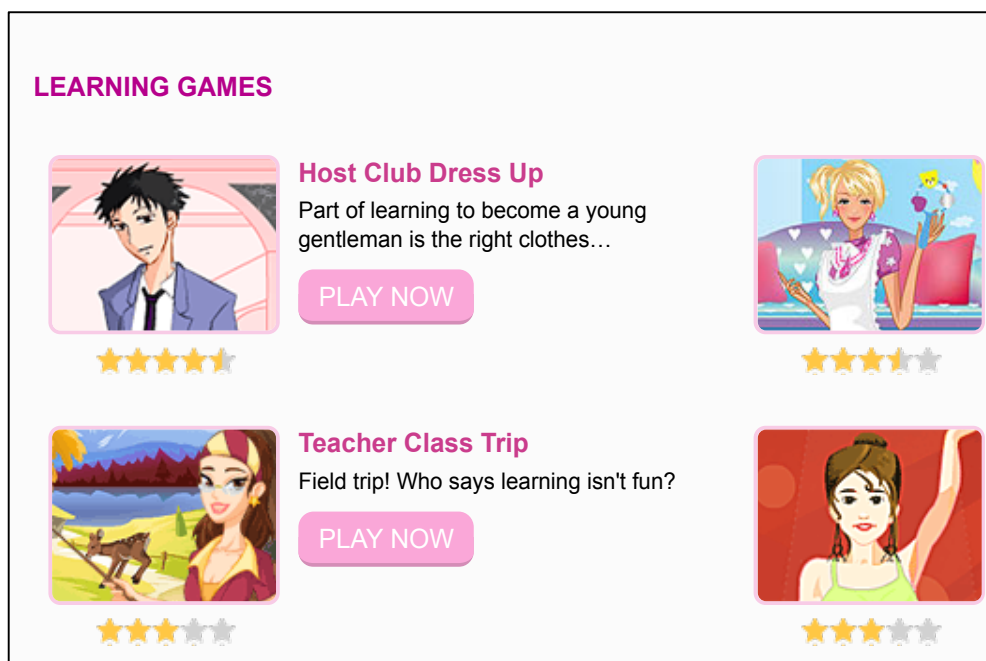 LEARNING GAMES
Host Club Dress Up
Part of learning to become a young
gentleman is the right clothes…
PLAY NOW
Teacher Class Trip
Field trip! Who says learning isn't fun?
PLAY NOW